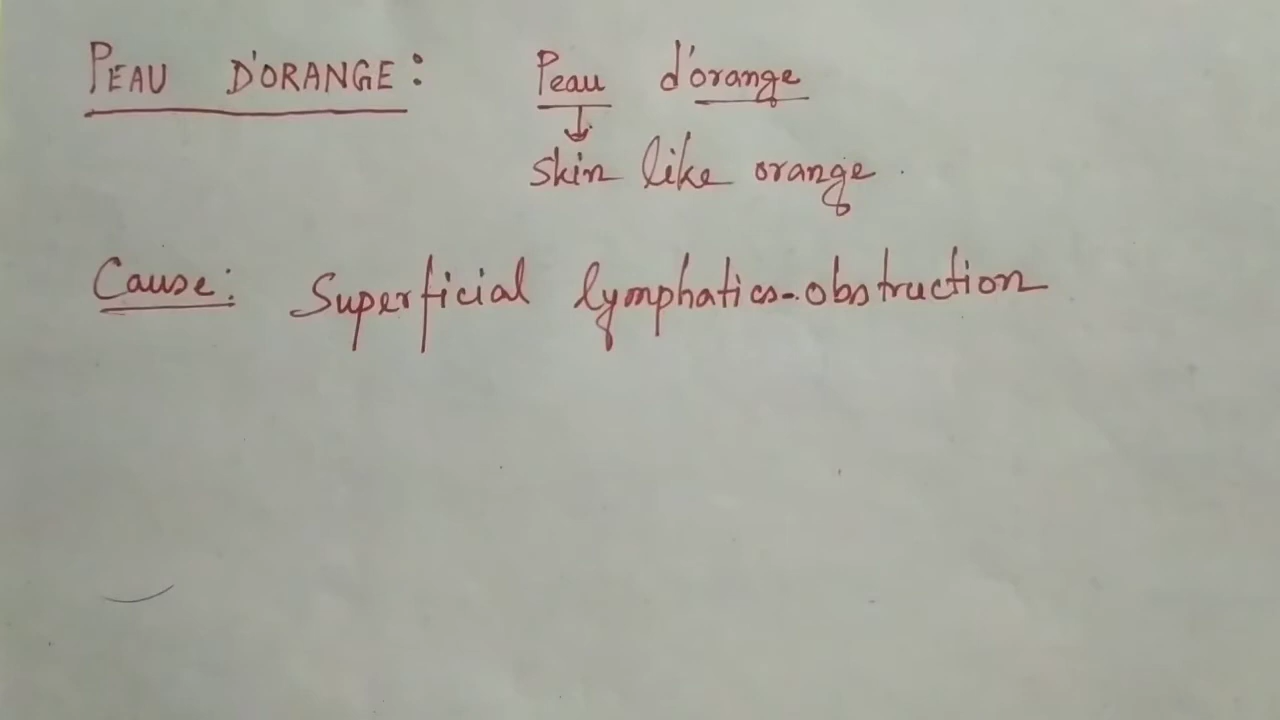 PEAU D'ORANGE: Peau d'orange
skin like orange.
Cause: Superficial lymphatics-obstruction